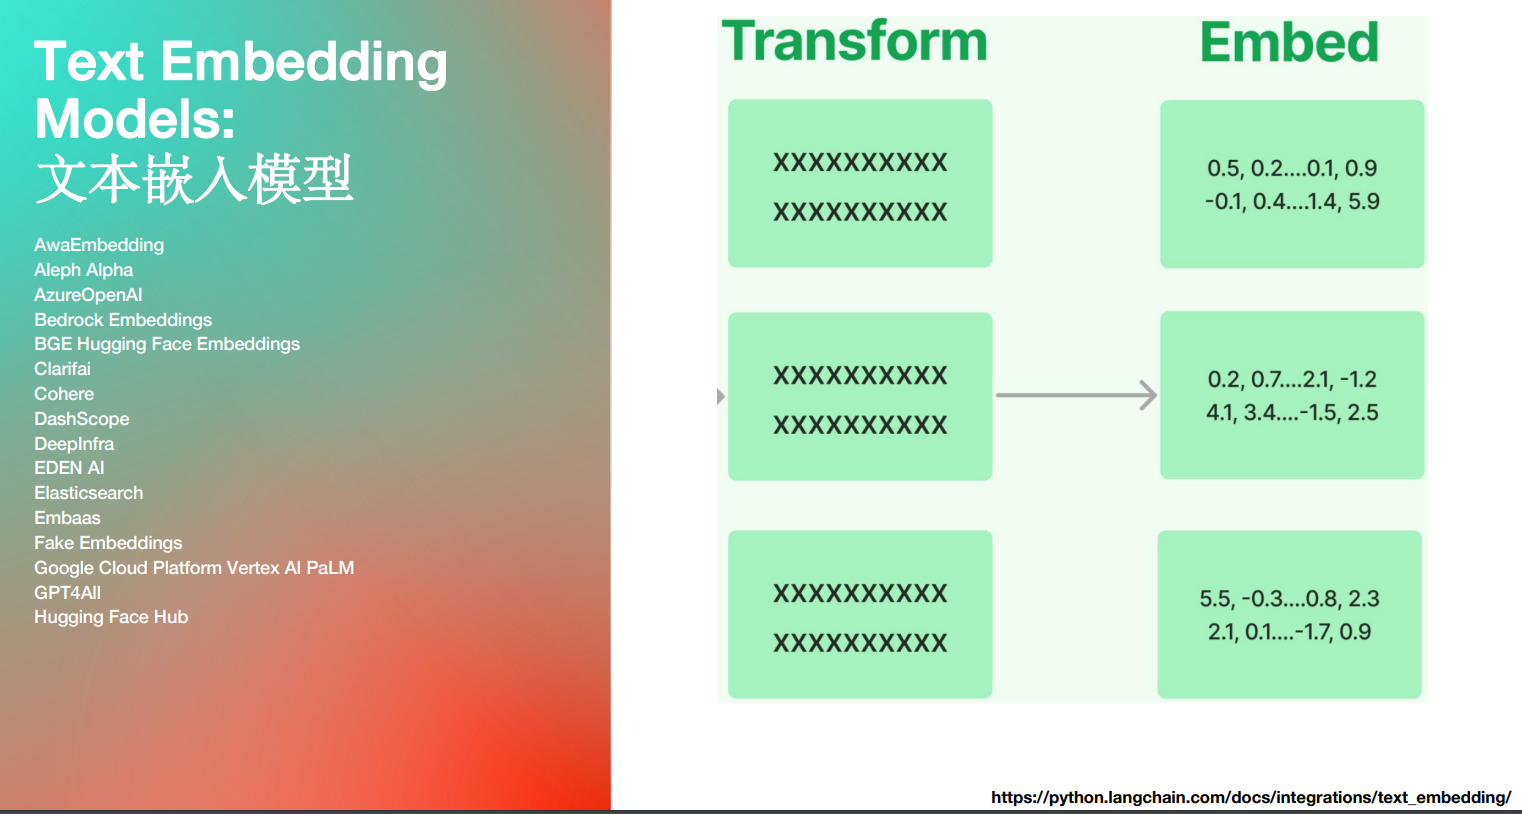 Text Embedding
Models:
文本嵌入模型
AwaEmbedding
Aleph Alpha
AzureOpenAI
Bedrock Embeddings
BGE Hugging Face Embeddings
Clarifai
Cohere
DashScope
DeepInfra
EDEN AI
Elasticsearch
Embaas
Fake Embeddings
Google Cloud Platform Vertex AI PaLM
GPT4All
Hugging Face Hub
Transform
XXXXXXXXXX
XXXXXXXXXX
XXXXXXXXXX
XXXXXXXXXX
XXXXXXXXXX
XXXXXXXXXX
Embed
0.5, 0.2....0.1, 0.9
-0.1, 0.4....1.4, 5.9
0.2, 0.7....2.1, -1.2
4.1, 3.4....-1.5, 2.5
5.5, -0.3....0.8, 2.3
2.1, 0.1....-1.7, 0.9
https://python.langchain.com/docs/integrations/text_embedding/